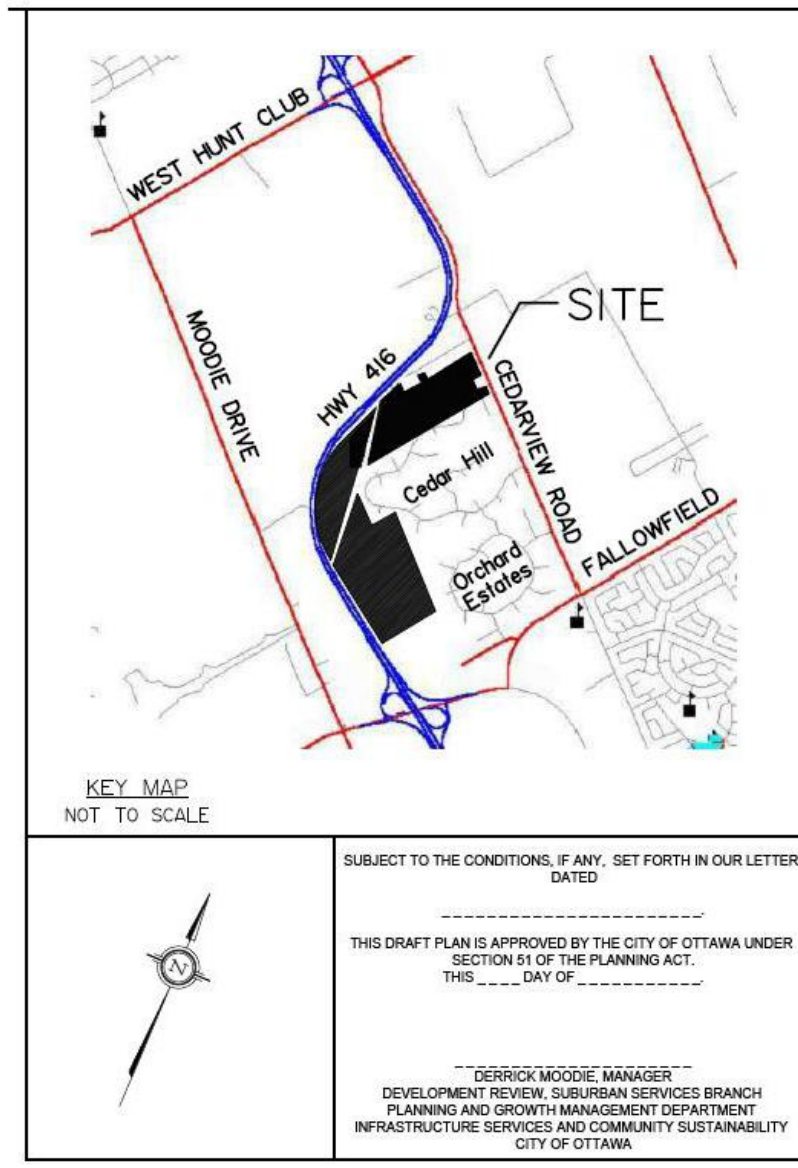 WEST HUNT CLUB
SITE
MOODIE DRIVE
HWY 416
CEDARVIEW ROAD
Cedar Hill
FALLOWFIELD
Orchard
Estates
KEY MAP
NOT TO SCALE
N
SUBJECT TO THE CONDITIONS, IF ANY, SET FORTH IN OUR LETTER
DATED
_______________________.
THIS DRAFT PLAN IS APPROVED BY THE CITY OF OTTAWA UNDER
SECTION 51 OF THE PLANNING ACT.
THIS ____ DAY OF ___________.
_____________________
DERRICK MOODIE, MANAGER
DEVELOPMENT REVIEW, SUBURBAN SERVICES BRANCH
PLANNING AND GROWTH MANAGEMENT DEPARTMENT
INFRASTRUCTURE SERVICES AND COMMUNITY SUSTAINABILITY
CITY OF OTTAWA